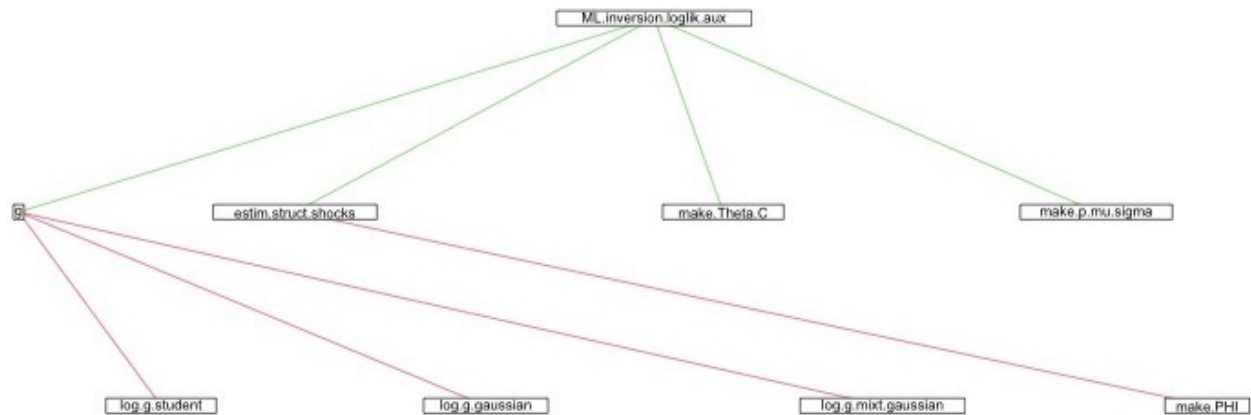 ML.inversion.loglik.aux
g
estim.struct.shocks
make.Theta.C
make.p.mu.sigma
log.g.student
log.g.gaussian
log.g.mixt.gaussian
make.PHI